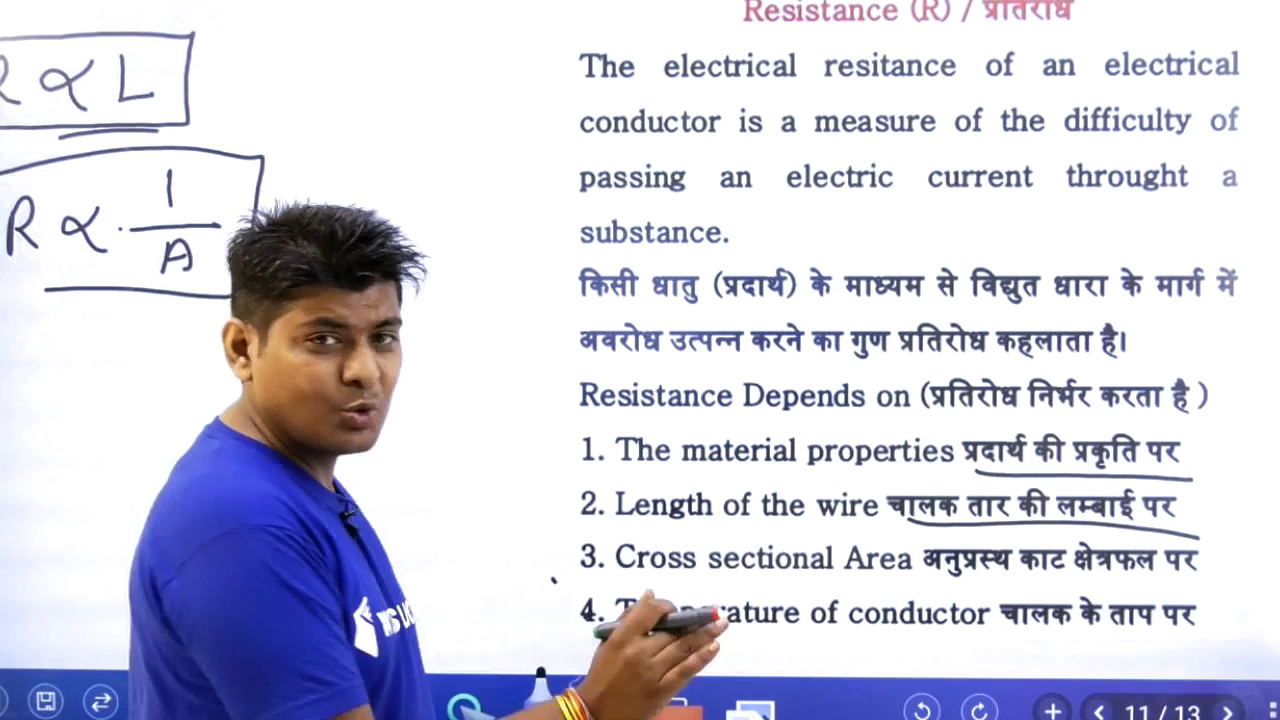 Resistance (R) / प्रतिरोध
R ∝ L
R ∝ 1/A
The electrical resitance of an electrical
conductor is a measure of the difficulty of
passing an electric current throught a
substance.
किसी धातु (प्रदार्थ) के माध्यम से विद्युत धारा के मार्ग में
अवरोध उत्पन्न करने का गुण प्रतिरोध कहलाता है।
Resistance Depends on (प्रतिरोध निर्भर करता है )
1. The material properties प्रदार्थ की प्रकृति पर
2. Length of the wire चालक तार की लम्बाई पर
3. Cross sectional Area अनुप्रस्थ काट क्षेत्रफल पर
4. Temperature of conductor चालक के ताप पर
11 / 13